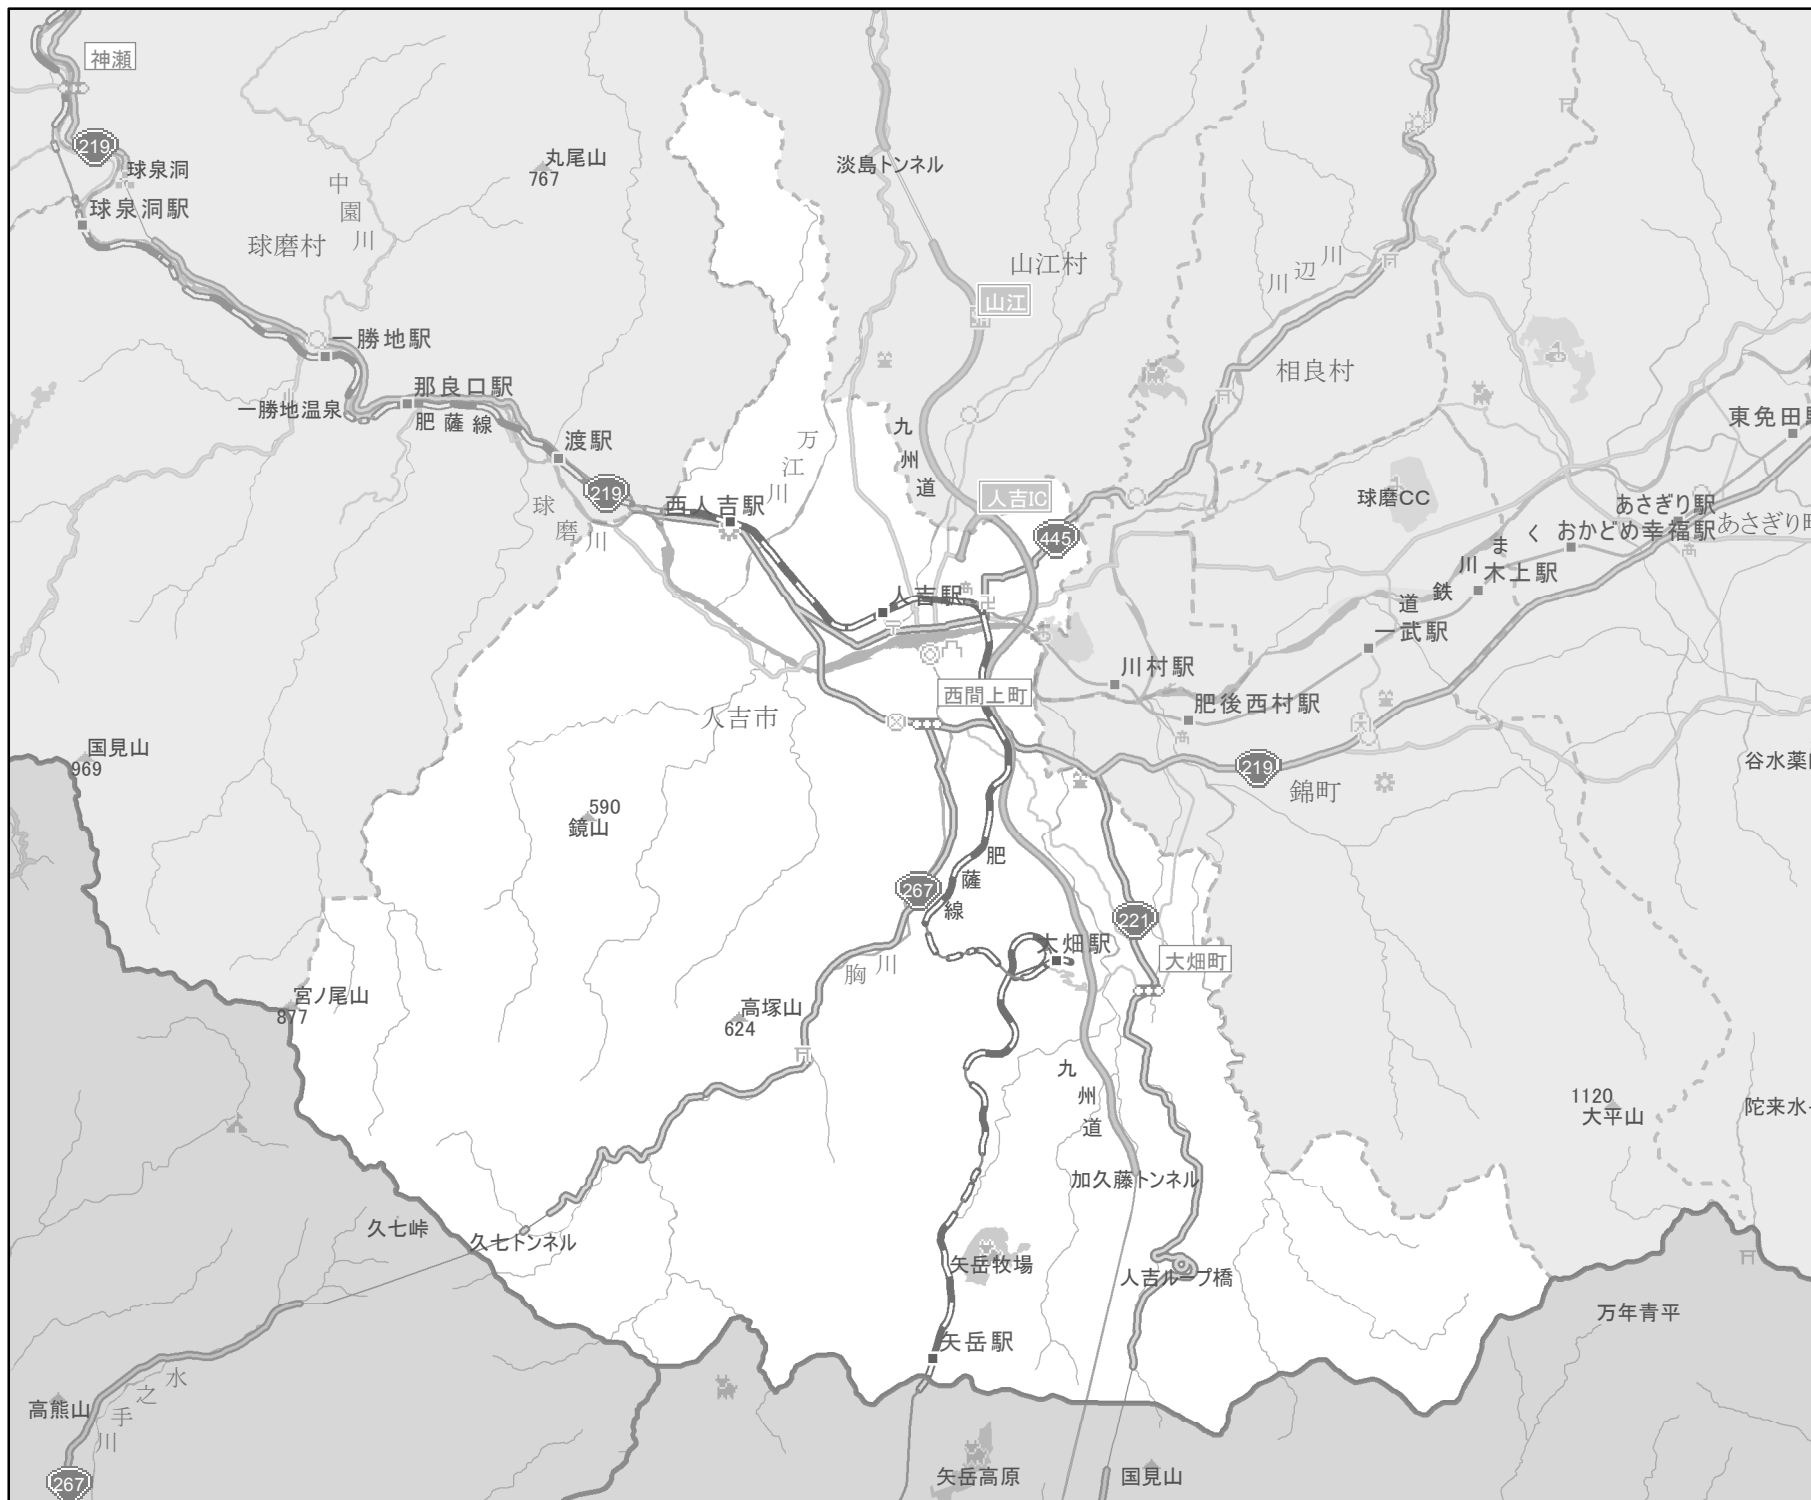 神瀬
219
球泉洞
球泉洞駅
中園川
球磨村
丸尾山
767
淡島トンネル
山江村
山江
川辺川
相良村
一勝地駅
那良口駅
一勝地温泉
肥薩線
渡駅
219
球磨川
西人吉駅
万江川
九州道
人吉IC
445
球磨CC
東免田駅
あさぎり駅
あさぎり町
おかどめ幸福駅
くま川鉄道
木上駅
一武駅
人吉駅
川村駅
肥後西村駅
西間上町
人吉市
219
錦町
谷水薬
国見山
969
590
鏡山
267
肥薩線
221
大畑駅
大畑町
胸川
宮ノ尾山
877
高塚山
624
九州道
1120
大平山
陀来水
加久藤トンネル
久七峠
久七トンネル
矢岳牧場
人吉ループ橋
万年青平
矢岳駅
水之手川
高熊山
267
矢岳高原
国見山